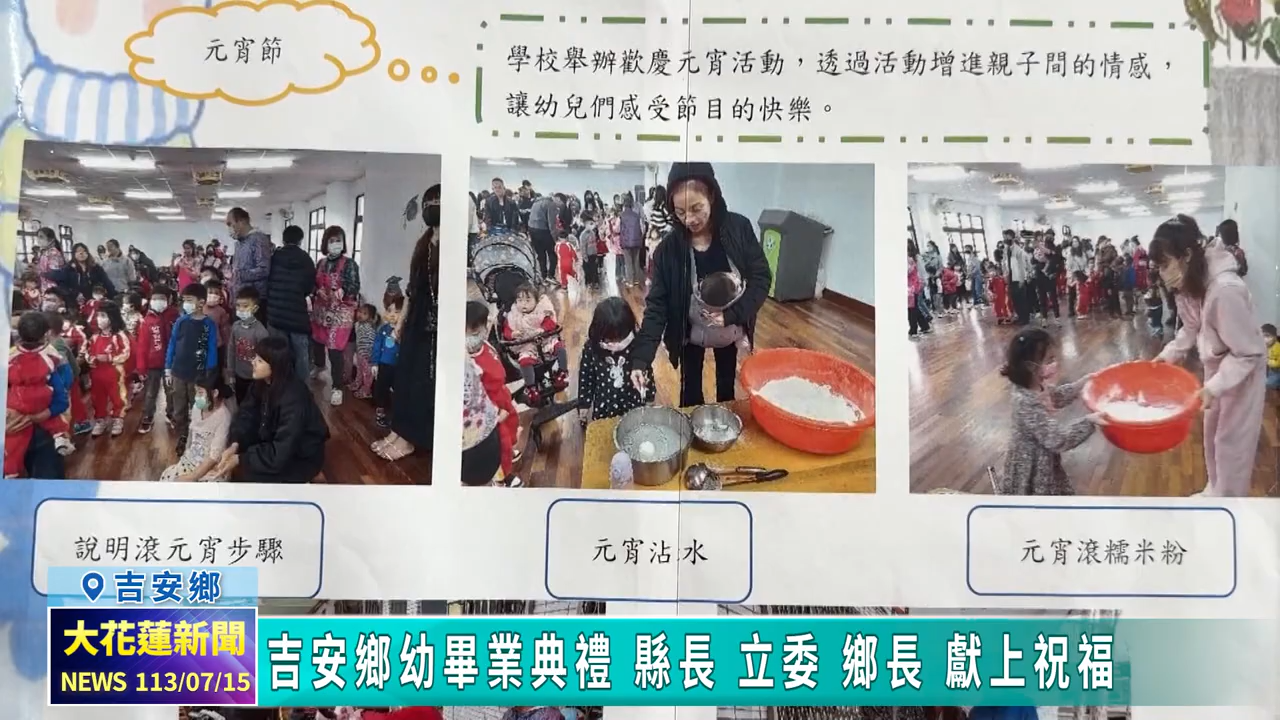 元宵節
學校舉辦歡慶元宵活動，透過活動增進親子間的情感，
讓幼兒們感受節目的快樂。
說明滾元宵步驟
元宵沾水
元宵滾糯米粉
吉安鄉
大花蓮新聞
NEWS 113/07/15
吉安鄉幼畢業典禮 縣長 立委 鄉長 獻上祝福